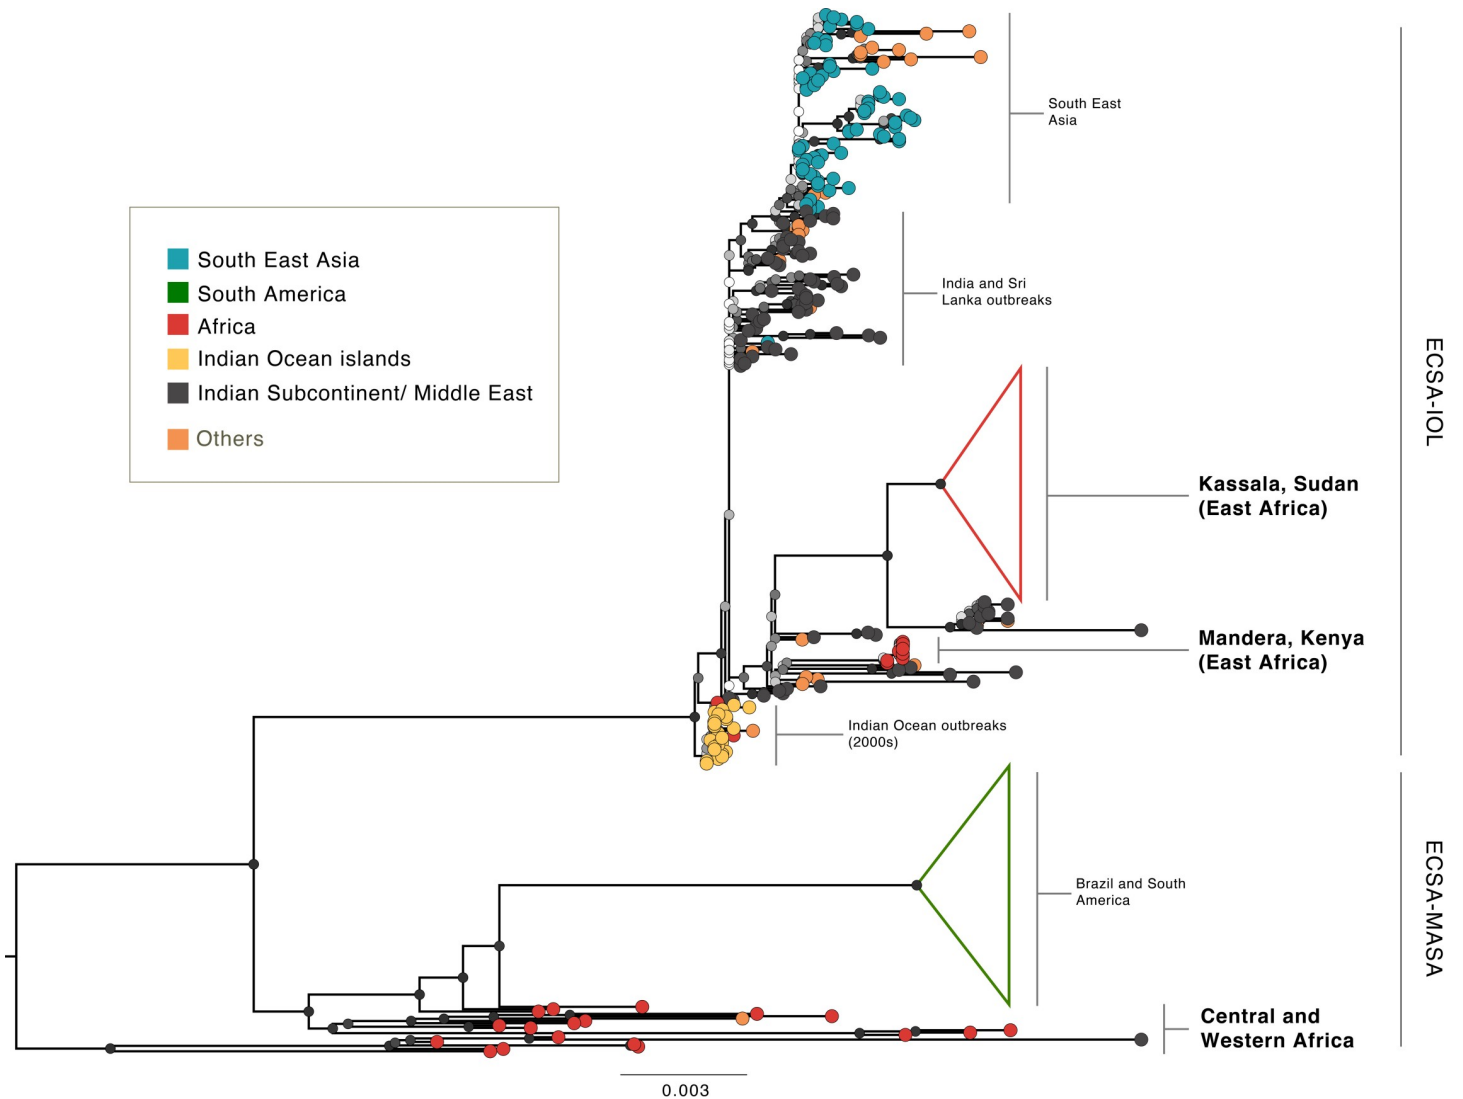 South East
Asia
South East Asia
South America
Africa
Indian Ocean islands
Indian Subcontinent/ Middle East
Others
India and Sri
Lanka outbreaks
ECSA-IOL
Kassala, Sudan
(East Africa)
Mandera, Kenya
(East Africa)
Indian Ocean outbreaks
(2000s)
Brazil and South
America
ECSA-MASA
Central and
Western Africa
0.003